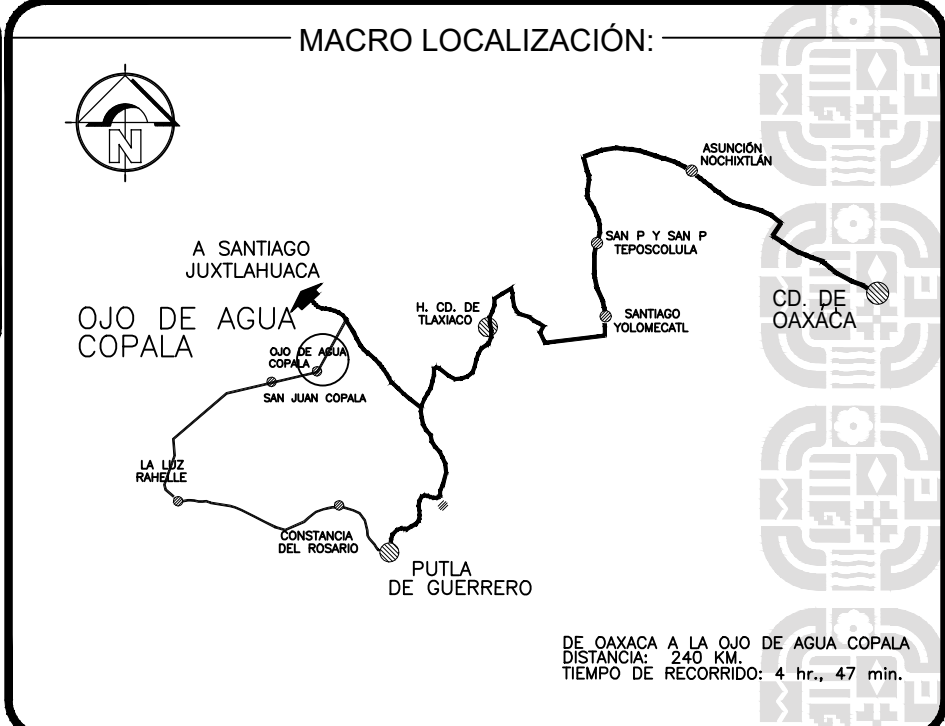 MACRO LOCALIZACIÓN:
N
ASUNCIÓN
NOCHIXTLÁN
SAN P Y SAN P
TEPOSCOLULA
A SANTIAGO
JUXTLAHUACA
CD. DE
OAXACA
H. CD. DE
TLAXIACO
SANTIAGO
YOLOMECATL
OJO DE AGUA
COPALA
OJO DE AGUA
COPALA
SAN JUAN COPALA
LA LUZ
RAHELLE
CONSTANCIA
DEL ROSARIO
PUTLA
DE GUERRERO
DE OAXACA A LA OJO DE AGUA COPALA
DISTANCIA: 240 KM.
TIEMPO DE RECORRIDO: 4 hr., 47 min.